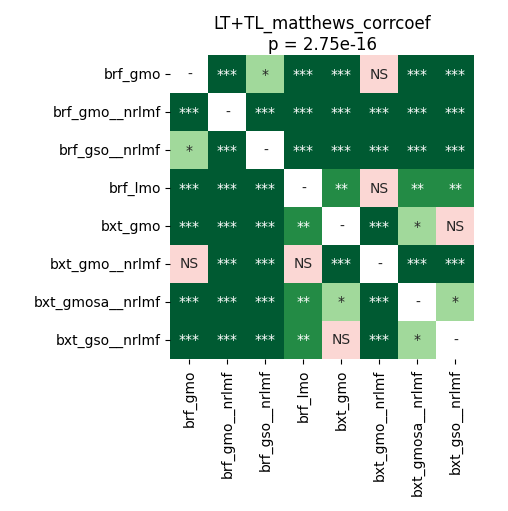 LT+TL_matthews_corrcoef
p = 2.75e-16
brf_gmo - *** * *** *** NS *** ***
brf_gmo__nrlmf *** - *** *** *** *** *** ***
brf_gso__nrlmf * *** - *** *** *** *** ***
brf_lmo *** *** *** - ** NS ** **
bxt_gmo *** *** *** ** - *** * NS
bxt_gmo__nrlmf NS *** *** NS *** - *** ***
bxt_gmosa__nrlmf *** *** *** ** * *** - *
bxt_gso__nrlmf *** *** *** ** NS *** * -
brf_gmo
brf_gmo__nrlmf
brf_gso__nrlmf
brf_lmo
bxt_gmo
bxt_gmo__nrlmf
bxt_gmosa__nrlmf
bxt_gso__nrlmf